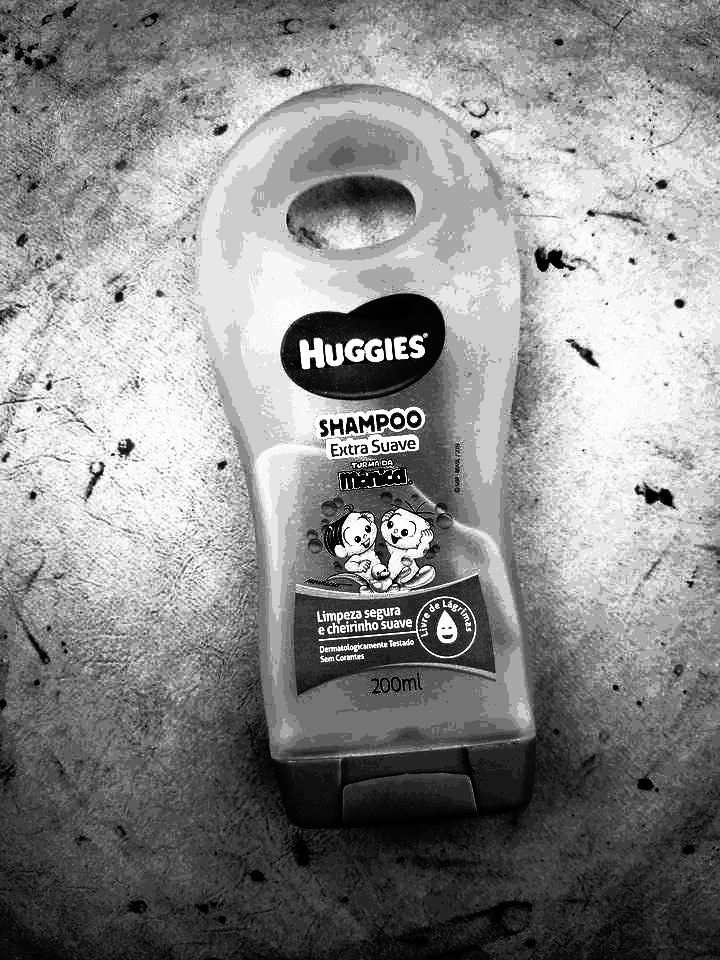 HUGGIES®
SHAMPOO
Extra Suave
TURMA DA
mônica
Limpeza segura
e cheirinho suave
Dermatologicamente Testado
Sem Corantes
Livre de Lágrimas
200ml